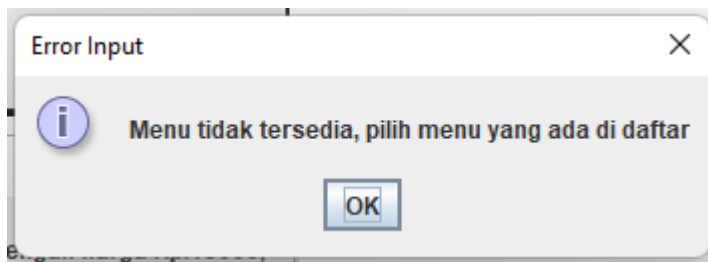 Error Input
i
Menu tidak tersedia, pilih menu yang ada di daftar
OK